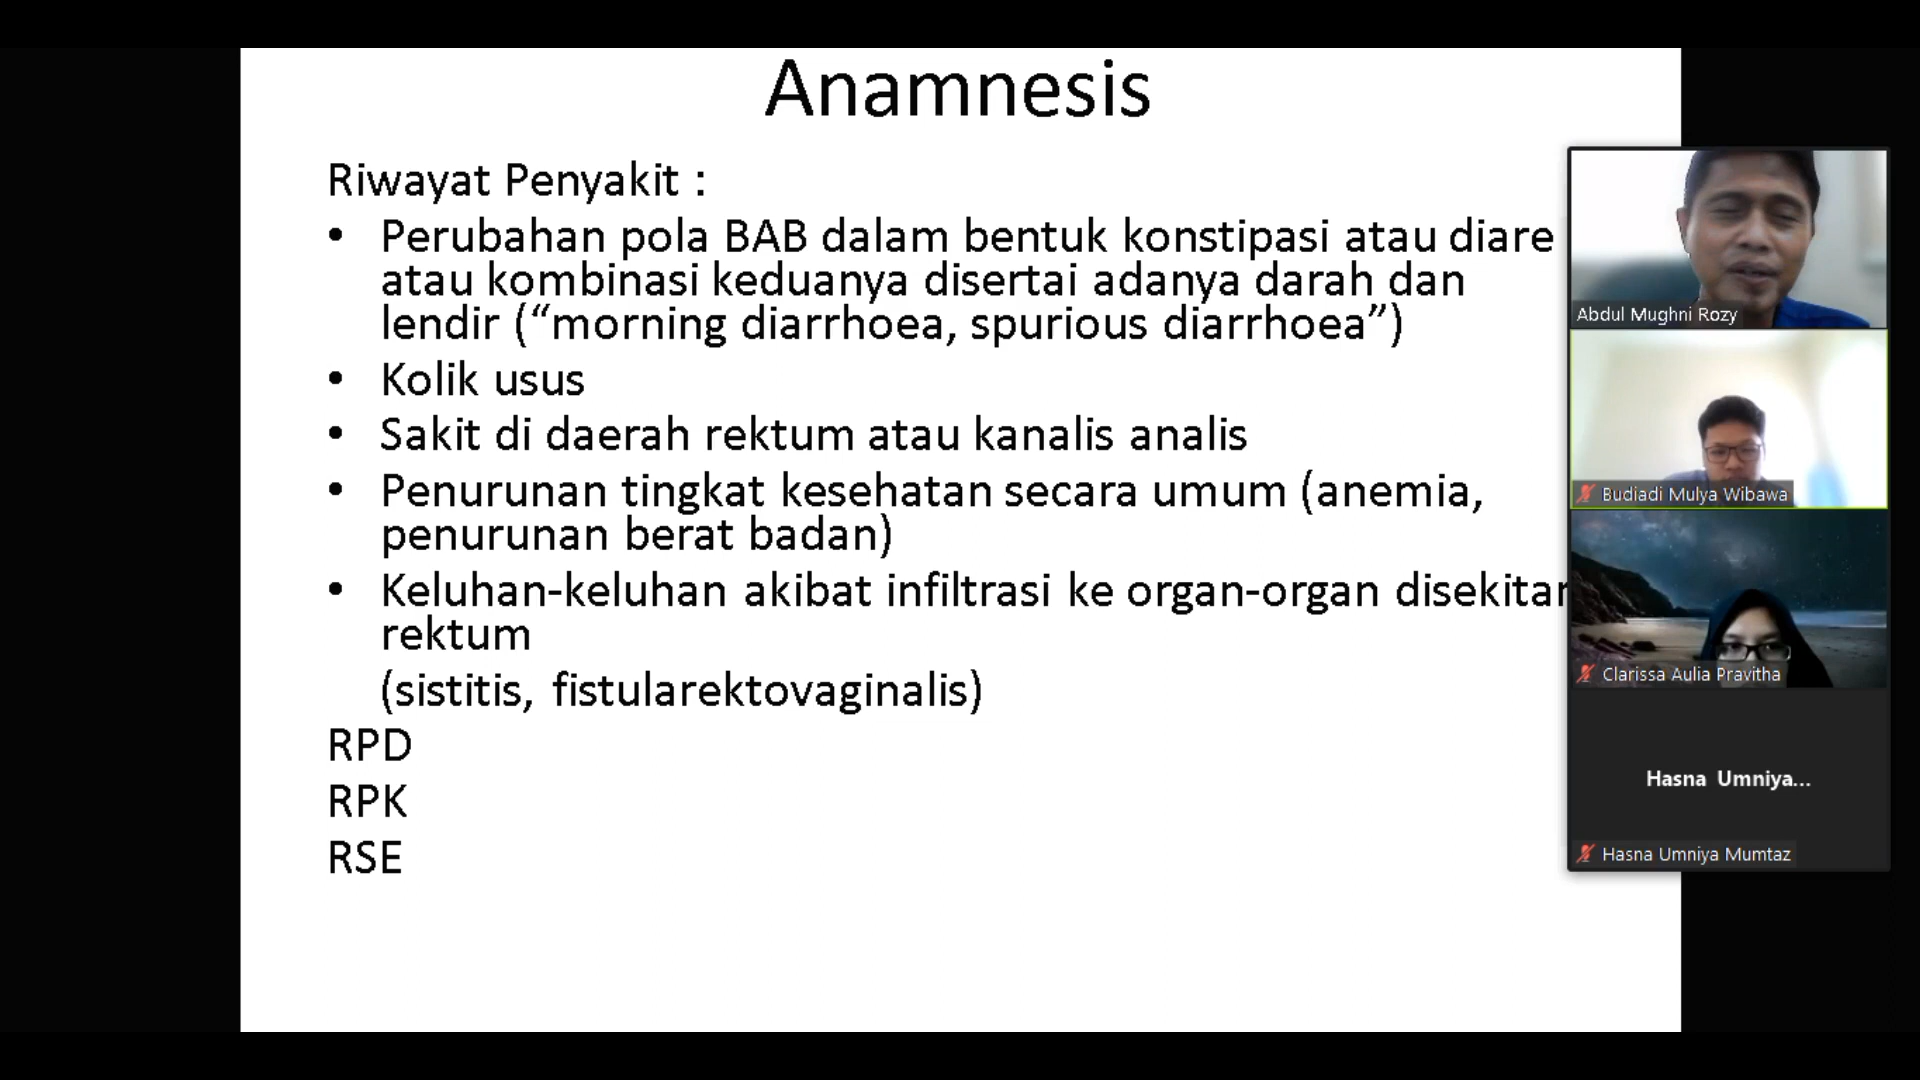 Anamnesis
Riwayat Penyakit :
• Perubahan pola BAB dalam bentuk konstipasi atau diare
atau kombinasi keduanya disertai adanya darah dan
lendir (“morning diarrhoea, spurious diarrhoea”)
• Kolik usus
• Sakit di daerah rektum atau kanalis analis
• Penurunan tingkat kesehatan secara umum (anemia,
penurunan berat badan)
• Keluhan-keluhan akibat infiltrasi ke organ-organ disekitar
rektum
(sistitis, fistularektovaginalis)
RPD
RPK
RSE
Abdul Mughni Rozy
Budiadi Mulya Wibawa
Clarissa Aulia Pravitha
Hasna Umniya...
Hasna Umniya Mumtaz